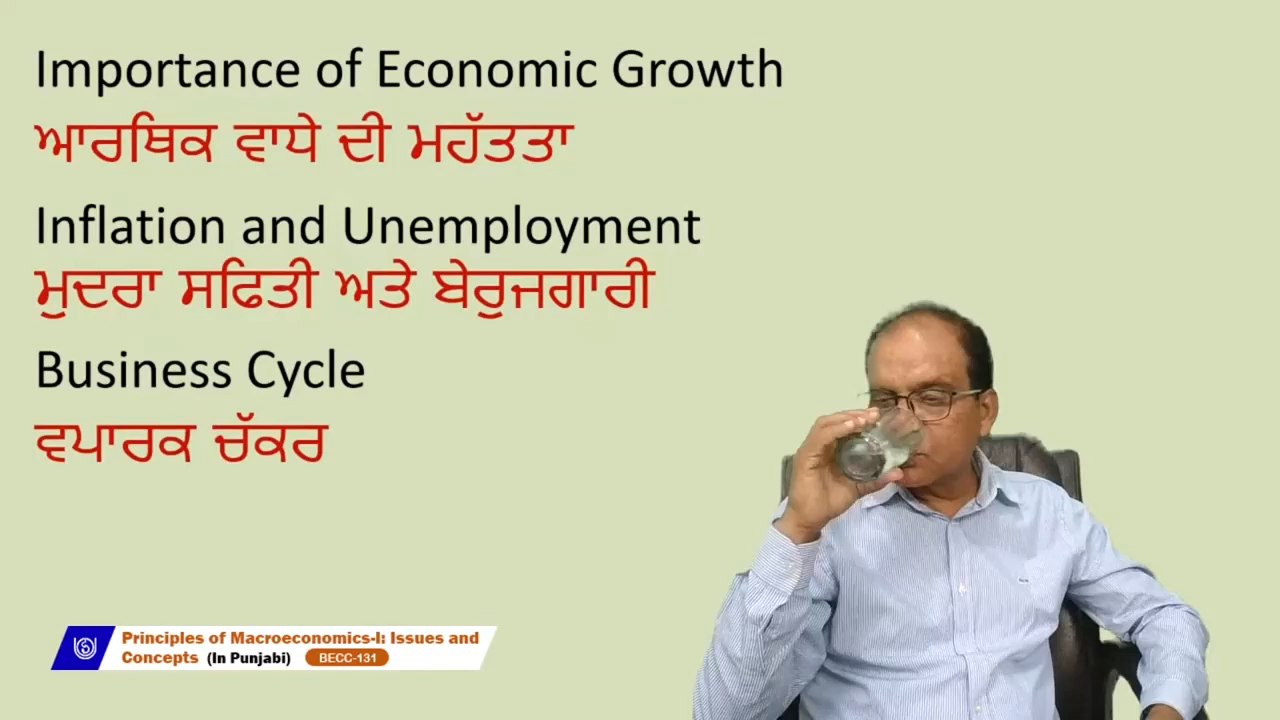 Importance of Economic Growth
ਆਰਥਿਕ ਵਾਧੇ ਦੀ ਮਹੱਤਤਾ
Inflation and Unemployment
ਮੁਦਰਾ ਸਫਿਤੀ ਅਤੇ ਬੇਰੁਜਗਾਰੀ
Business Cycle
ਵਪਾਰਕ ਚੱਕਰ
Principles of Macroeconomics-I: Issues and
Concepts (In Punjabi) BECC-131